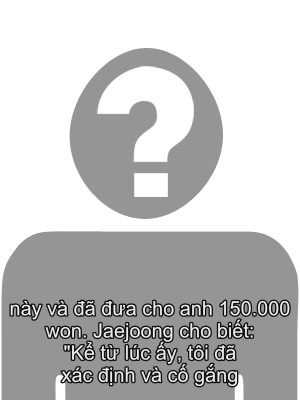 ?
này và đã đưa cho anh 150.000
won. Jaejoong cho biết:
"Kể từ lúc ấy, tôi đã
xác định và cố gắng